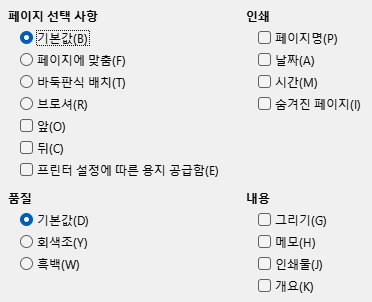 페이지 선택 사항
기본값(B)
페이지에 맞춤(F)
바둑판식 배치(T)
브로셔(R)
앞(O)
뒤(C)
프린터 설정에 따른 용지 공급함(E)
인쇄
페이지명(P)
날짜(A)
시간(M)
숨겨진 페이지(I)
품질
기본값(D)
회색조(Y)
흑백(W)
내용
그리기(G)
메모(H)
인쇄물(J)
개요(K)